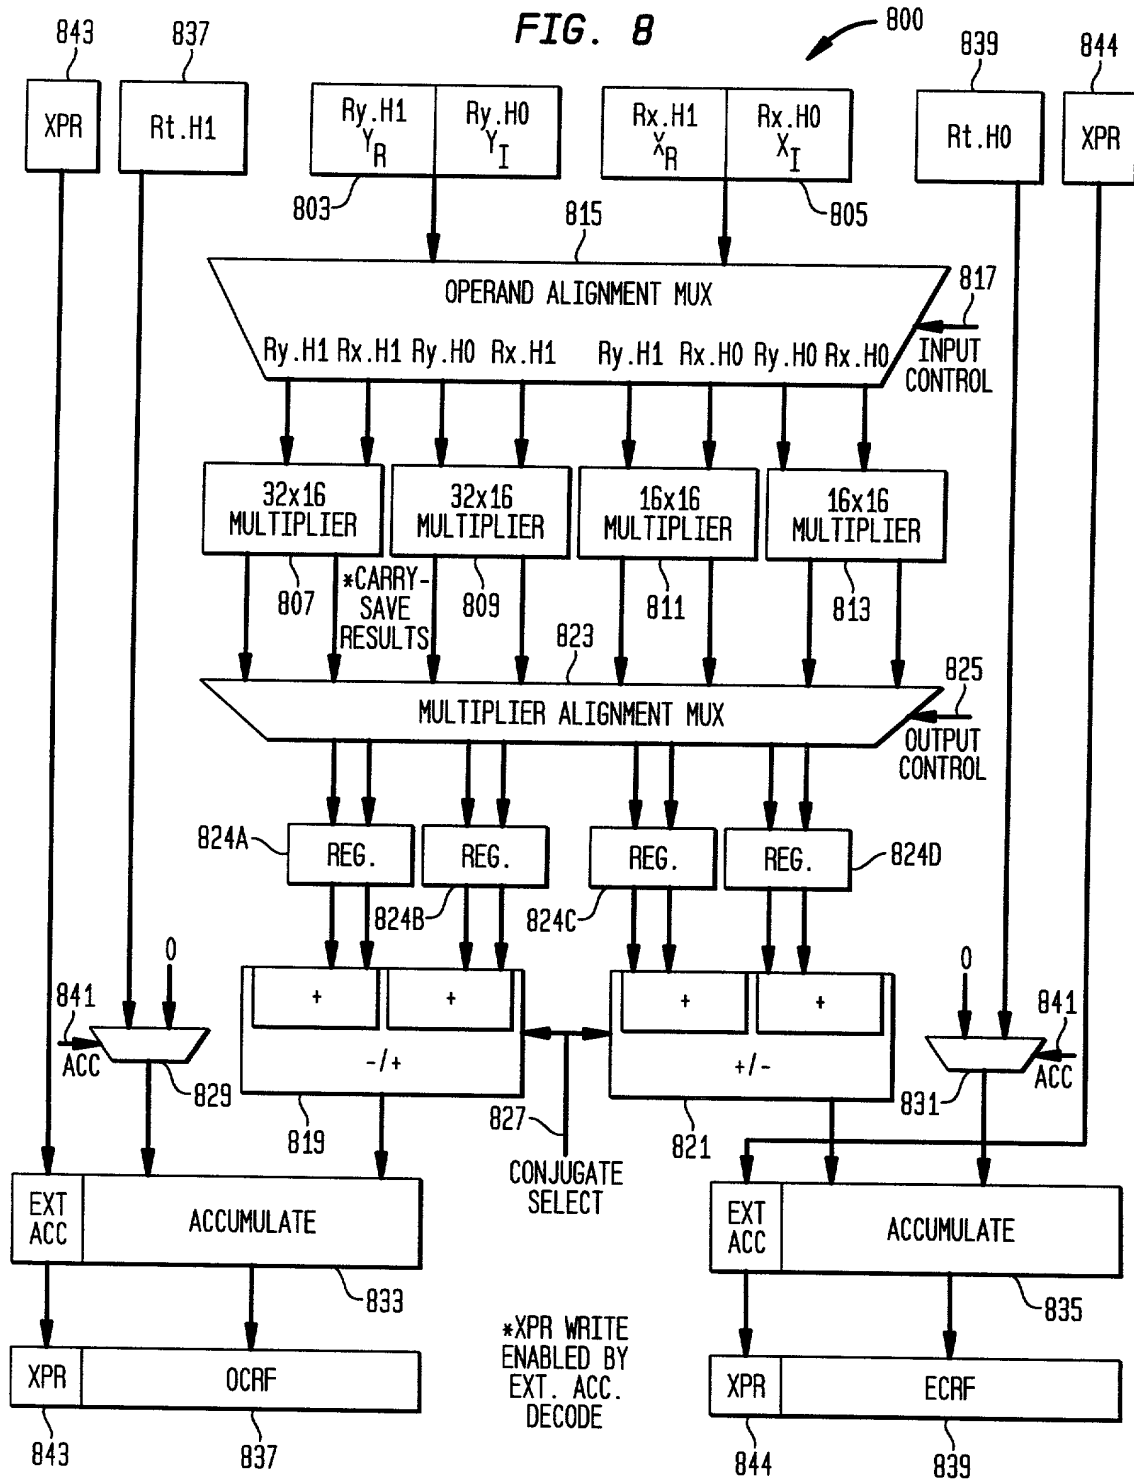 FIG. 8
800
843
837
839
844
XPR
Rt.H1
Ry.H1
YR
Ry.H0
YI
Rx.H1
XR
Rx.H0
XI
Rt.H0
XPR
803
805
815
OPERAND ALIGNMENT MUX
817
INPUT
CONTROL
Ry.H1 Rx.H1 Ry.H0 Rx.H1 Ry.H1 Rx.H0 Ry.H0 Rx.H0
32x16
MULTIPLIER
32x16
MULTIPLIER
16x16
MULTIPLIER
16x16
MULTIPLIER
807
*CARRY-
SAVE
RESULTS
809
811
813
823
825
MULTIPLIER ALIGNMENT MUX
OUTPUT
CONTROL
824A
REG.
REG.
REG.
REG.
824D
824B
824C
0
0
841
ACC
829
+
+
-/+
+
+
+/-
841
ACC
831
819
827
821
CONJUGATE
SELECT
EXT
ACC
ACCUMULATE
EXT
ACC
ACCUMULATE
833
835
*XPR WRITE
ENABLED BY
EXT. ACC.
DECODE
XPR
OCRF
XPR
ECRF
843
837
844
839